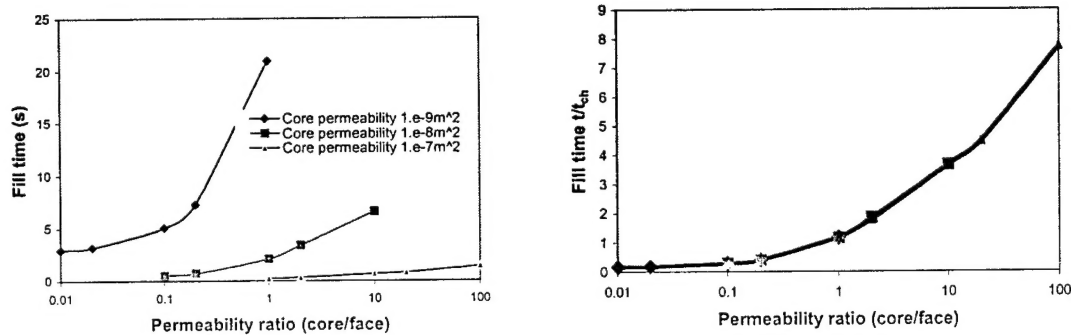 25
20
15
10
5
0
Fill time (s)
Core permeability 1.e-9m^2
Core permeability 1.e-8m^2
Core permeability 1.e-7m^2
0.01 0.1 1 10 100
Permeability ratio (core/face)
9
8
7
6
5
4
3
2
1
0
Fill time t/tch
0.01 0.1 1 10 100
Permeability ratio (core/face)